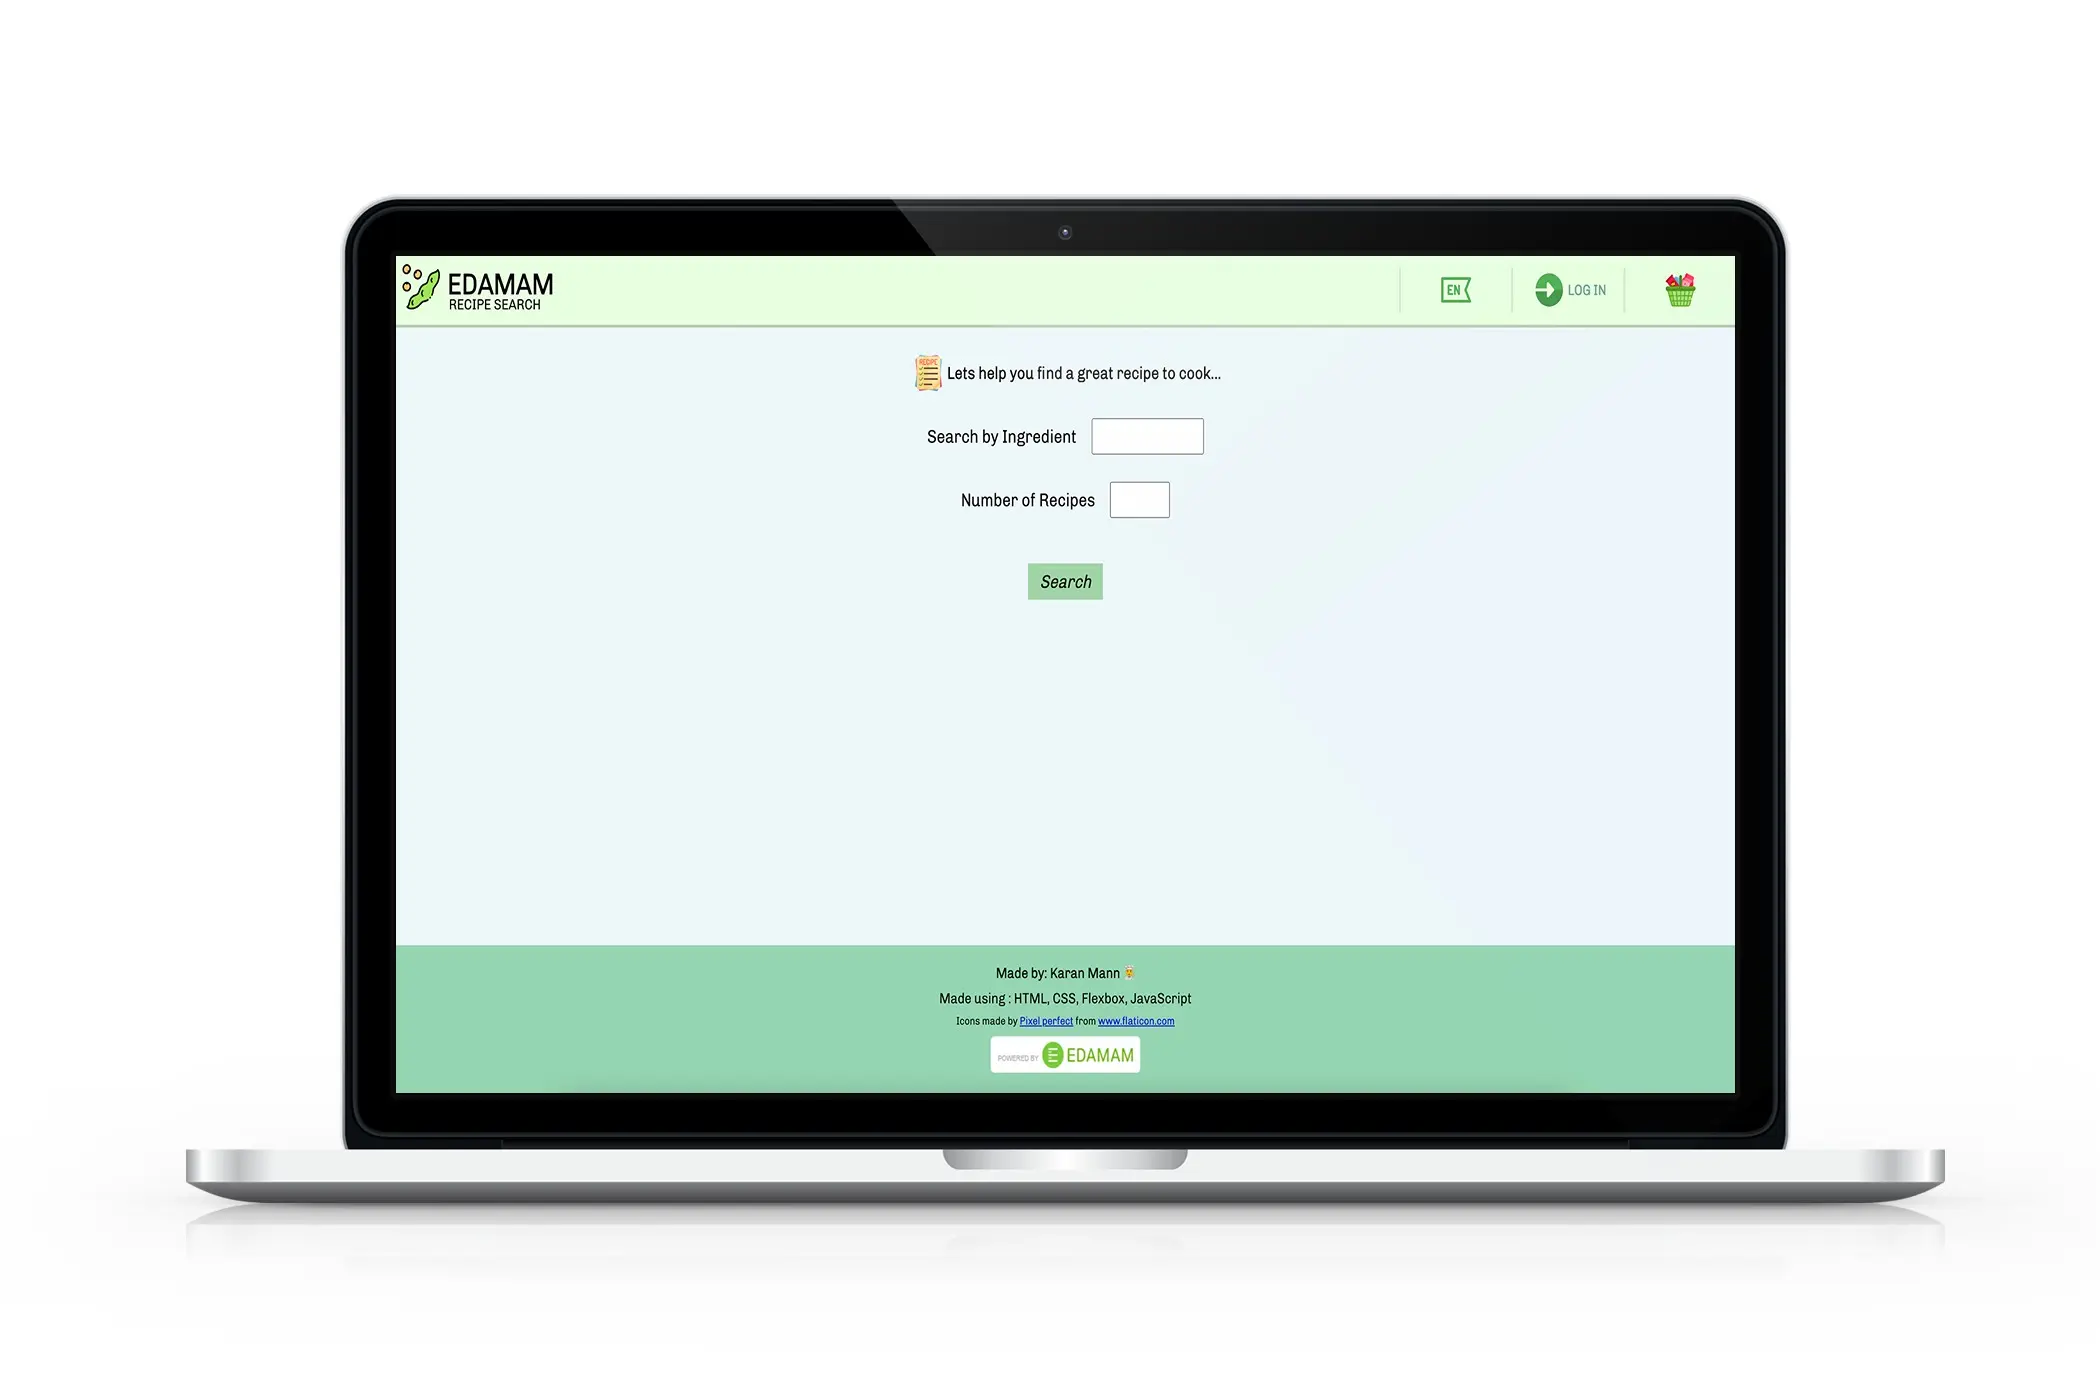 EDAMAM
RECIPE SEARCH
EN
LOG IN
RECIPE
Lets help you find a great recipe to cook...
Search by Ingredient
Number of Recipes
Search
Made by: Karan Mann
Made using : HTML, CSS, Flexbox, JavaScript
Icons made by Pixel perfect from www.flaticon.com
POWERED BY EDAMAM